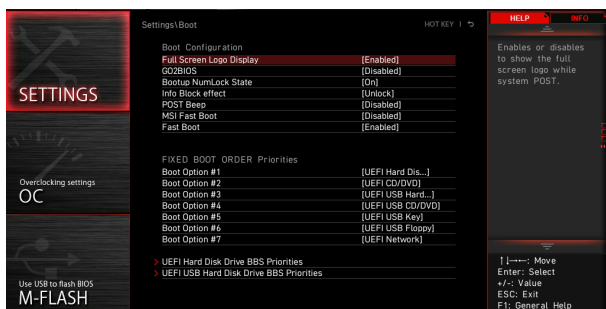 Settings\Boot
HOT KEY | ⮌
HELP
INFO
SETTINGS
Overclocking settings
OC
Use USB to flash BIOS
M-FLASH
Boot Configuration
Full Screen Logo Display [Enabled]
GO2BIOS [Disabled]
Bootup NumLock State [On]
Info Block effect [Unlock]
POST Beep [Disabled]
MSI Fast Boot [Disabled]
Fast Boot [Enabled]
FIXED BOOT ORDER Priorities
Boot Option #1 [UEFI Hard Dis...]
Boot Option #2 [UEFI CD/DVD]
Boot Option #3 [UEFI USB Hard...]
Boot Option #4 [UEFI USB CD/DVD]
Boot Option #5 [UEFI USB Key]
Boot Option #6 [UEFI USB Floppy]
Boot Option #7 [UEFI Network]
> UEFI Hard Disk Drive BBS Priorities
> UEFI USB Hard Disk Drive BBS Priorities
Enables or disables
to show the full
screen logo while
system POST.
↑↓→←: Move
Enter: Select
+/-: Value
ESC: Exit
F1: General Help